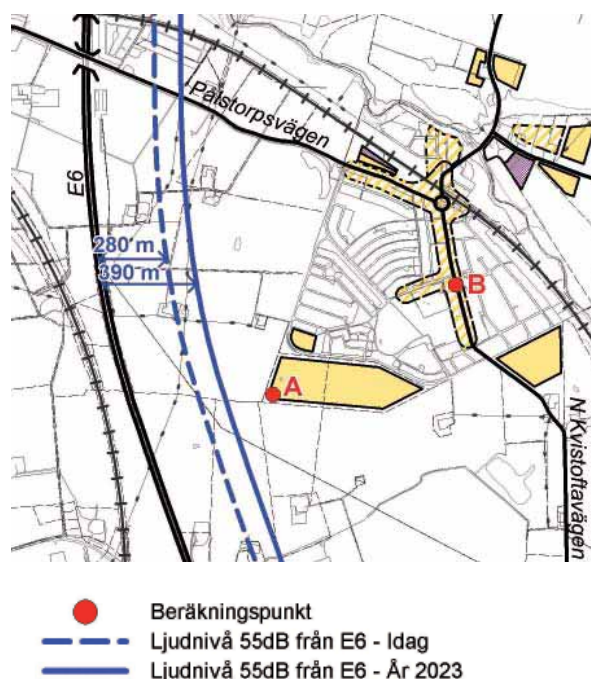 Pålstorpsvägen
E6
280 m
390 m
B
A
N Kvistoftavägen
Beräkningspunkt
Ljudnivå 55dB från E6 - Idag
Ljudnivå 55dB från E6 - År 2023